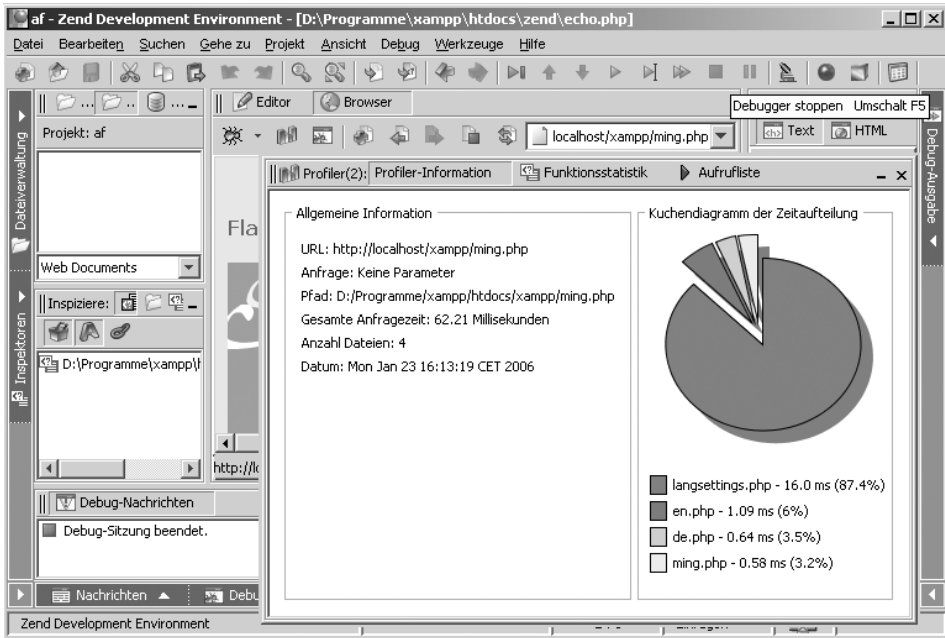 af - Zend Development Environment - [D:\Programme\xampp\htdocs\zend\echo.php]
Datei Bearbeiten Suchen Gehe zu Projekt Ansicht Debug Werkzeuge Hilfe
Editor Browser
Debugger stoppen Umschalt F5
Projekt: af
localhost/xampp/ming.php
Text HTML
Dateiverwaltung
Debug-Ausgabe
Profiler(2): Profiler-Information Funktionsstatistik Aufrufliste
Fla
Web Documents
Inspiziere:
Inspektoren
D:\Programme\xampp\
http://l
Allgemeine Information
URL: http://localhost/xampp/ming.php
Anfrage: Keine Parameter
Pfad: D:/Programme/xampp/htdocs/xampp/ming.php
Gesamte Anfragezeit: 62.21 Millisekunden
Anzahl Dateien: 4
Datum: Mon Jan 23 16:13:19 CET 2006
Kuchendiagramm der Zeitaufteilung
langsettings.php - 16.0 ms (87.4%)
en.php - 1.09 ms (6%)
de.php - 0.64 ms (3.5%)
ming.php - 0.58 ms (3.2%)
Debug-Nachrichten
Debug-Sitzung beendet.
Nachrichten
Debu
Zend Development Environment